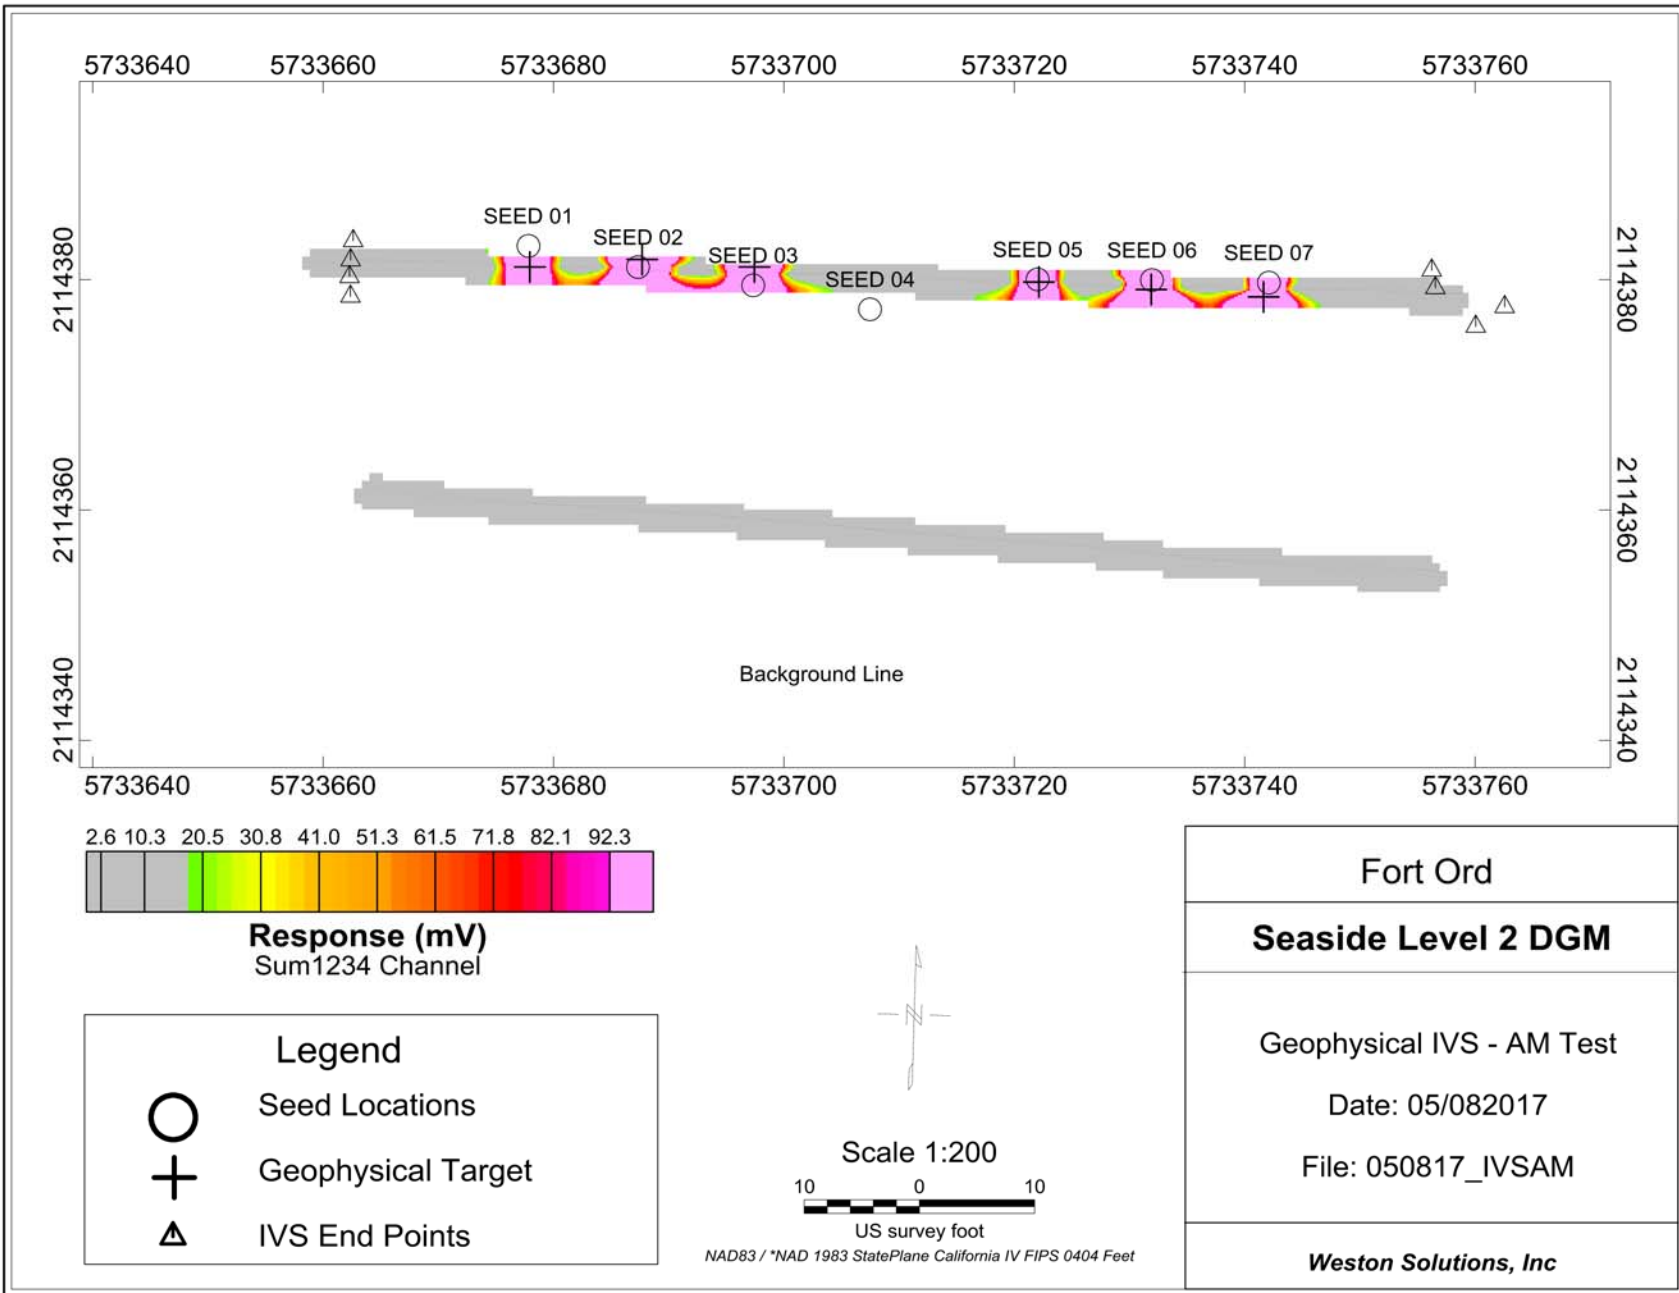 5733640 5733660 5733680 5733700 5733720 5733740 5733760
SEED 01
SEED 02
SEED 03
SEED 04
SEED 05
SEED 06
SEED 07
2114380
2114380
2114360
2114360
2114340
2114340
Background Line
5733640 5733660 5733680 5733700 5733720 5733740 5733760
2.6 10.3 20.5 30.8 41.0 51.3 61.5 71.8 82.1 92.3
Response (mV)
Sum1234 Channel
Legend
Seed Locations
Geophysical Target
IVS End Points
N
Scale 1:200
10 0 10
US survey foot
NAD83 / *NAD 1983 StatePlane California IV FIPS 0404 Feet
Fort Ord
Seaside Level 2 DGM
Geophysical IVS - AM Test
Date: 05/082017
File: 050817_IVSAM
Weston Solutions, Inc